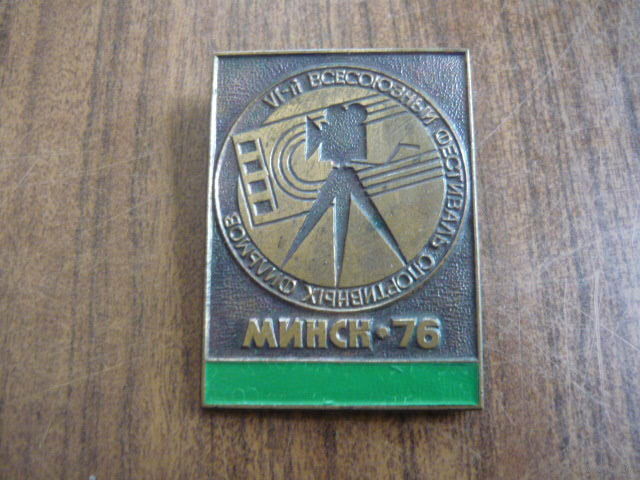 VI-й ВСЕСОЮЗНЫЙ ФЕСТИВАЛЬ СПОРТИВНЫХ ФИЛЬМОВ
МИНСК·76